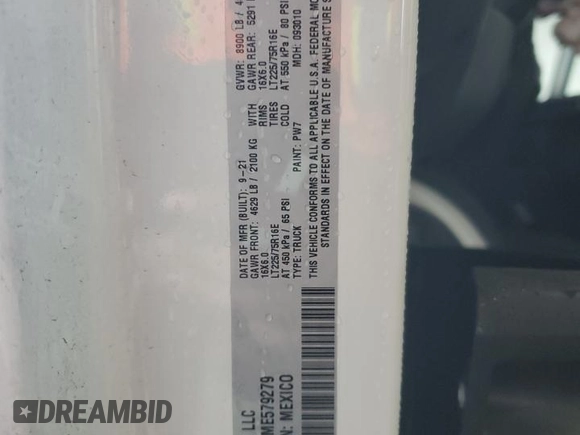 LLC
DATE OF MFR (BUILT): 9-21 GVWR: 8900 LB / 4
GAWR FRONT: 4629 LB / 2100 KG WITH GAWR REAR: 5291
16X6.0 RIMS 16X6.0
LT225/75R16E TIRES LT225/75R16E
AT 450 kPa / 65 PSI COLD AT 550 kPa / 80 PSI
TYPE: TRUCK PAINT: PW7 MDH: 093010
THIS VEHICLE CONFORMS TO ALL APPLICABLE U.S.A. FEDERAL MO
STANDARDS IN EFFECT ON THE DATE OF MANUFACTURE S
ME579279
N: MEXICO
DREAMBID
dreambid.com